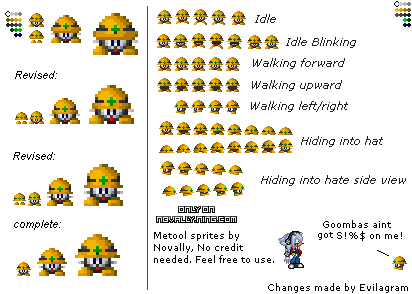 Revised:
Revised:
complete:
Idle
Idle Blinking
Walking forward
Walking upward
Walking left/right
Hiding into hat
Hiding into hate side view
ONLY ON
NOVALLYINC.COM
Metool sprites by
Novally, No credit
needed. Feel free to use.
Goombas aint
got S!%$ on me!
Changes made by Evilagram